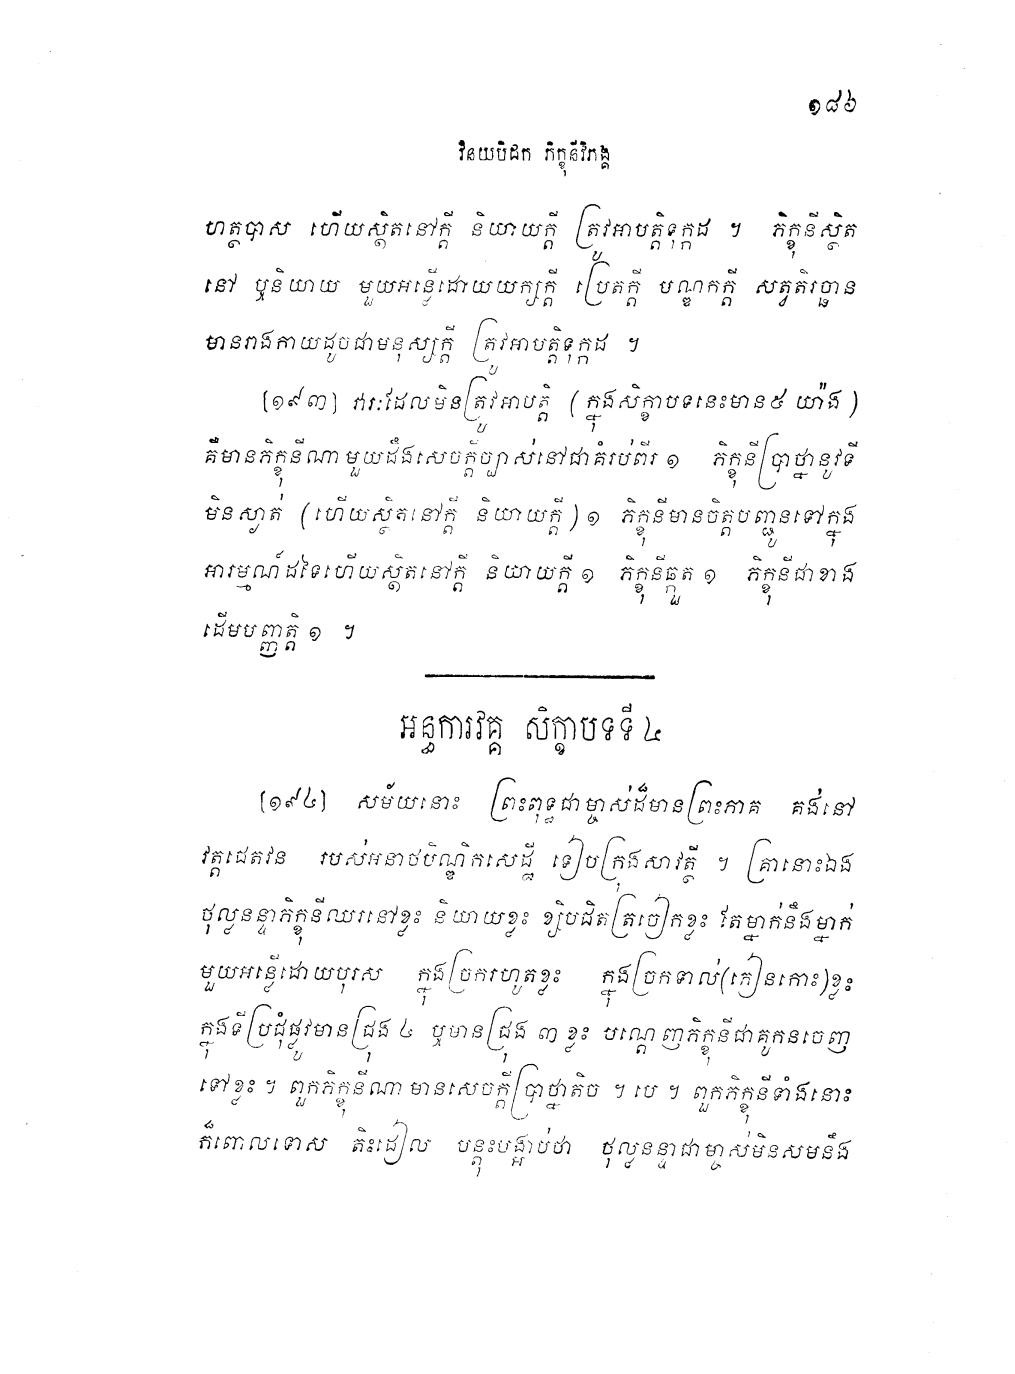 ១៨៦
វិនយបិដក ភិក្ខុនីវិភង្គ
ហត្ថបាស ហើយស្ថិតនៅក្តី និយាយក្តី ត្រូវអាបត្តិទុក្កដ ។ ភិក្ខុនីស្ថិត
នៅ ឬនិយាយ មួយអន្លើដោយយក្សក្តី ប្រេតក្តី បណ្ឌកក្តី សត្វតិរច្ឆាន
មានរាងកាយដូចជាមនុស្សក្តី ត្រូវអាបត្តិទុក្កដ ។
[១៩៣] វារៈដែលមិនត្រូវអាបត្តិ (ក្នុងសិក្ខាបទនេះមាន៥ យ៉ាង)
គឺមានភិក្ខុនីណាមួយដឹងសេចក្តីច្បាស់នៅជាគំរប់ពីរ ១ ភិក្ខុនីប្រាថ្នានូវទី
មិនស្ងាត់ (ហើយស្ថិតនៅក្តី និយាយក្តី) ១ ភិក្ខុនីមានចិត្តបញ្ជូនទៅក្នុង
អារម្មណ៍ដទៃហើយស្ថិតនៅក្តី និយាយក្តី ១ ភិក្ខុនីឆ្កួត ១ ភិក្ខុនីជាខាង
ដើមបញ្ញត្តិ ១ ។
អន្ធការវគ្គ សិក្ខាបទទី ៤
[១៩៤] សម័យនោះ ព្រះពុទ្ធជាម្ចាស់ដ៏មានព្រះភាគ គង់នៅ
វត្តជេតវន របស់អនាថបិណ្ឌិកសេដ្ឋី ទៀបក្រុងសាវត្ថី ។ គ្រានោះឯង
ថុល្លនន្ទាភិក្ខុនីឈរនៅខ្លះ និយាយខ្លះ ខ្សិបជិតត្រចៀកខ្លះ តែម្នាក់នឹងម្នាក់
មួយអន្លើដោយបុរស ក្នុងច្រករហូតខ្លះ ក្នុងច្រកទាល់(កៀនកោះ)ខ្លះ
ក្នុងទីប្រជុំផ្លូវមានជ្រុង ៤ ឬមានជ្រុង ៣ ខ្លះ បណ្តេញភិក្ខុនីជាគូកនចេញ
ទៅខ្លះ ។ ពួកភិក្ខុនីណា មានសេចក្តីប្រាថ្នាតិច ។ បេ ។ ពួកភិក្ខុនីទាំងនោះ
ក៏ពោលទោស តិះដៀល បន្តុះបង្អាប់ថា ថុល្លនន្ទាជាម្ចាស់មិនសមនឹង